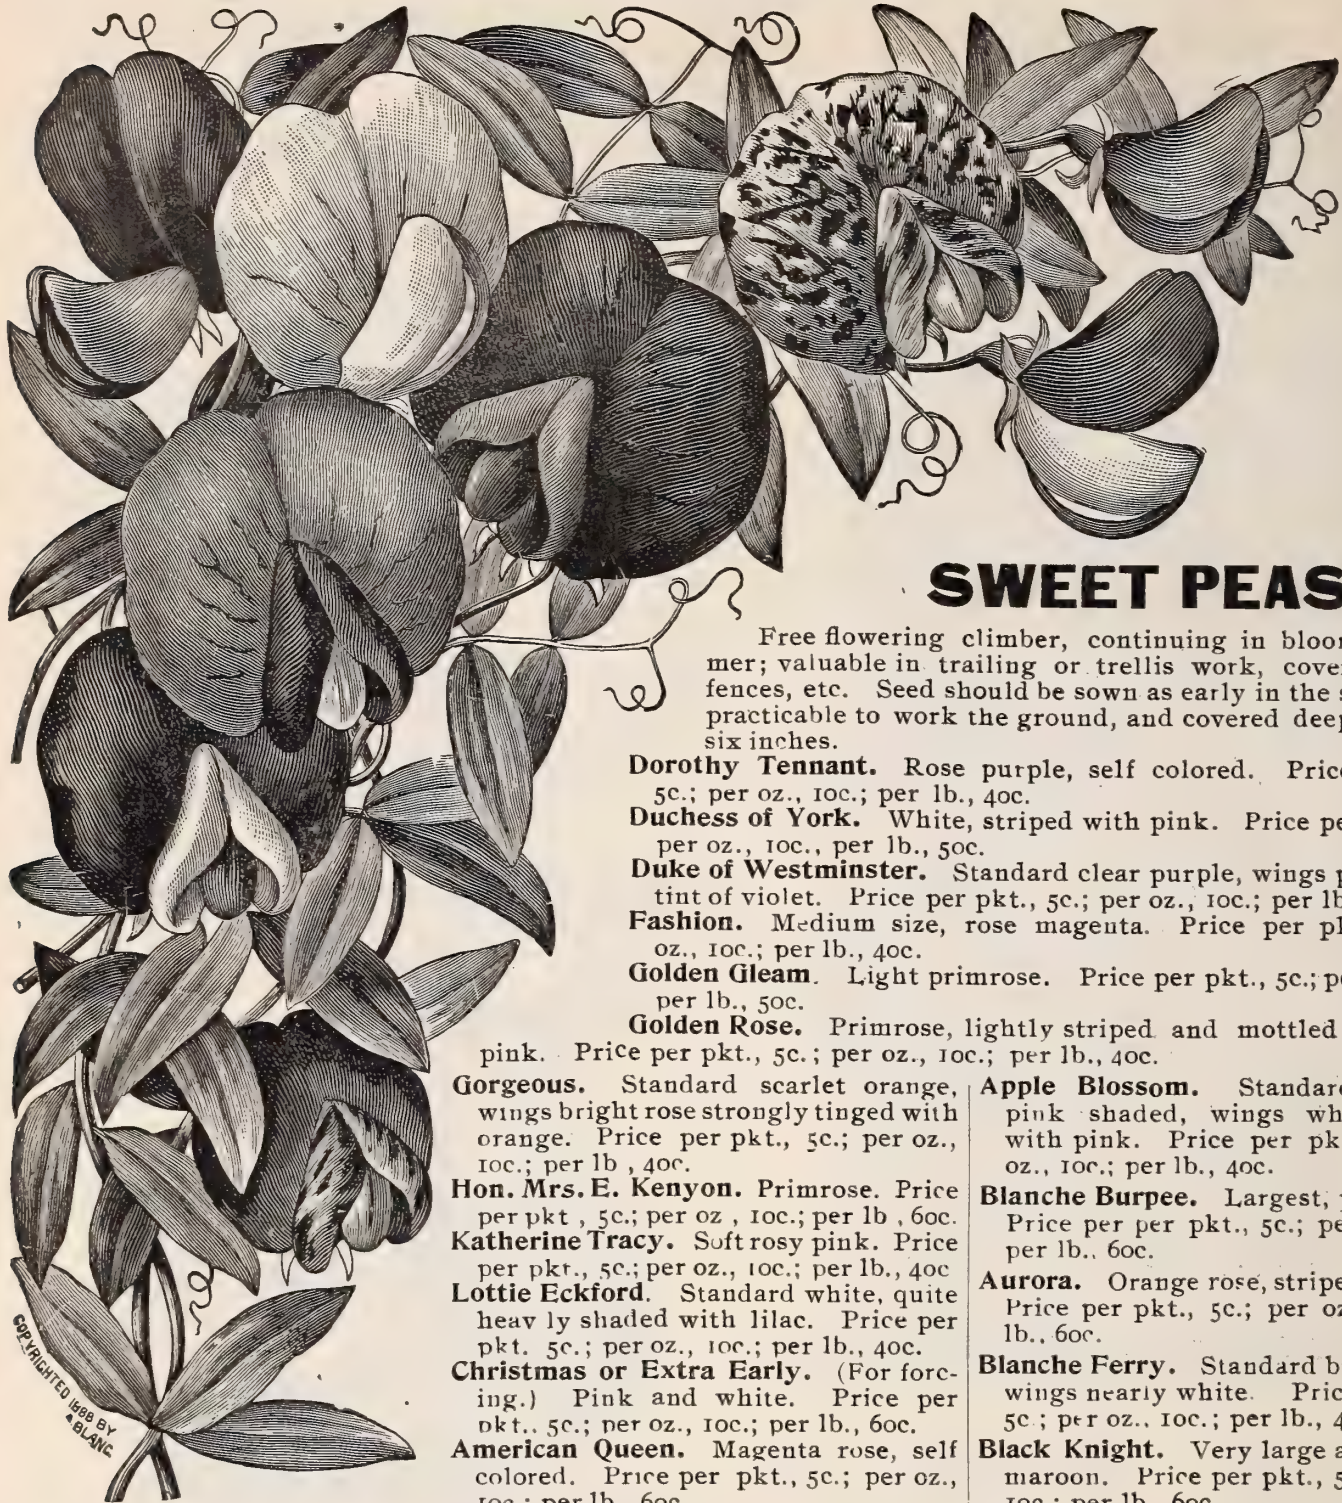 SWEET PEAS
Free flowering climber, continuing in bloom
mer; valuable in trailing or trellis work, cove
fences, etc. Seed should be sown as early in the s
practicable to work the ground, and covered deep
six inches.
Dorothy Tennant. Rose purple, self colored. Price
5c.; per oz., 10c.; per lb., 40c.
Duchess of York. White, striped with pink. Price pe
per oz., 10c., per lb., 50c.
Duke of Westminster. Standard clear purple, wings p
tint of violet. Price per pkt., 5c.; per oz., 10c.; per lb
Fashion. Medium size, rose magenta. Price per pk
oz., 10c.; per lb., 40c.
Golden Gleam. Light primrose. Price per pkt., 5c.; pe
per lb., 50c.
Golden Rose. Primrose, lightly striped and mottled
pink. Price per pkt., 5c.; per oz., 10c.; per lb., 40c.
Gorgeous. Standard scarlet orange,
wings bright rose strongly tinged with
orange. Price per pkt., 5c.; per oz.,
10c.; per lb , 40c.
Hon. Mrs. E. Kenyon. Primrose. Price
per pkt , 5c.; per oz , 10c.; per lb , 60c.
Katherine Tracy. Soft rosy pink. Price
per pkt., 5c.; per oz., 10c.; per lb., 40c
Lottie Eckford. Standard white, quite
heav ly shaded with lilac. Price per
pkt. 5c.; per oz., 10c.; per lb., 40c.
Christmas or Extra Early. (For forc-
ing.) Pink and white. Price per
pkt., 5c.; per oz., 10c.; per lb., 60c.
American Queen. Magenta rose, self
colored. Price per pkt., 5c.; per oz.,
10c.; per lb., 60c.
Apple Blossom. Standard
pink shaded, wings wh
with pink. Price per pk
oz., 10c.; per lb., 40c.
Blanche Burpee. Largest,
Price per per pkt., 5c.; pe
per lb.. 60c.
Aurora. Orange rose, stripe
Price per pkt., 5c.; per oz
lb.. 60c.
Blanche Ferry. Standard b
wings nearly white. Pric
5c.; per oz., 10c.; per lb., 4
Black Knight. Very large a
maroon. Price per pkt., 5
10c.; per lb., 60c.
COPYRIGHTED 1888 BY
A. BLANC